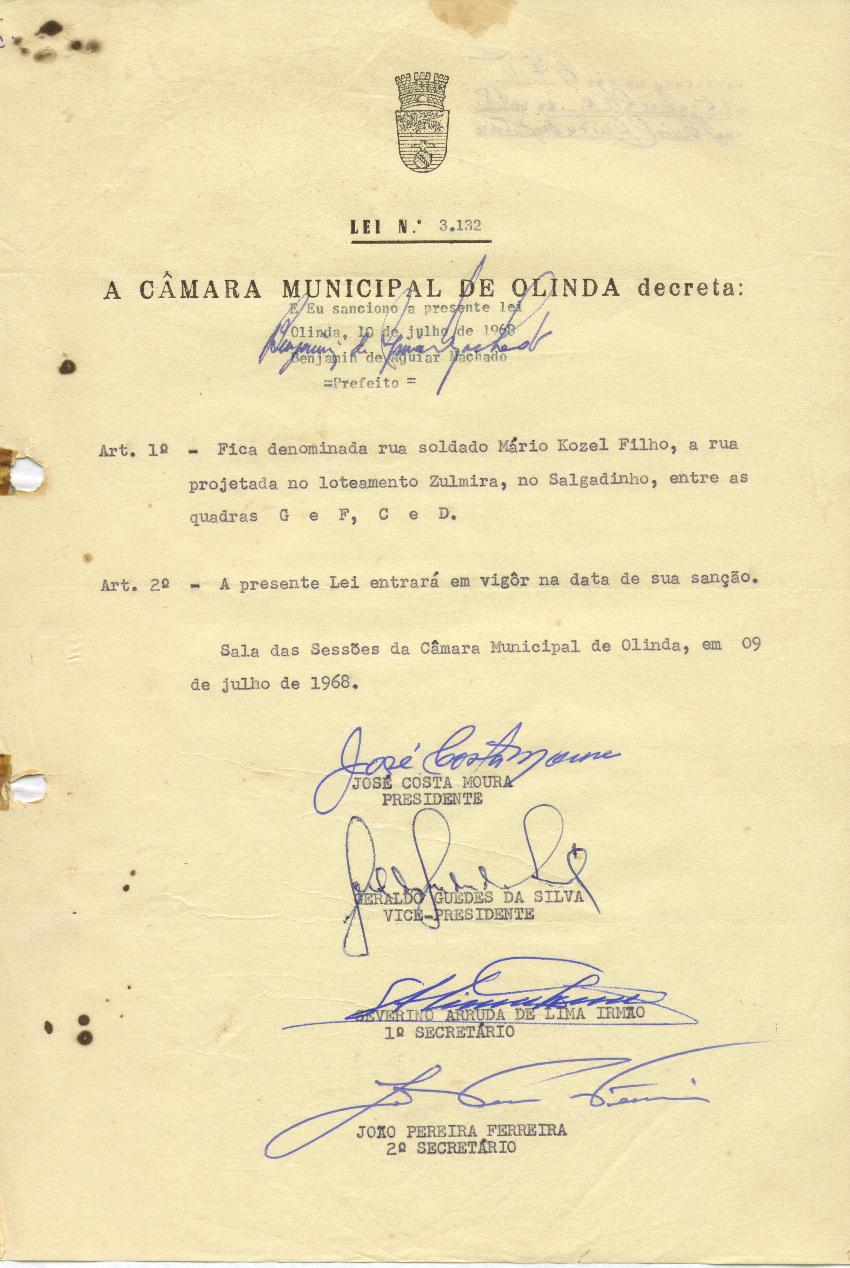 LEI N.º 3.132
A CÂMARA MUNICIPAL DE OLINDA decreta:
E Eu sanciono a presente lei
Olinda, 10 de julho de 1968
Benjamin de Aguiar Machado
=Prefeito =
Art. 1º - Fica denominada rua soldado Mário Kozel Filho, a rua
projetada no loteamento Zulmira, no Salgadinho, entre as
quadras G e F, C e D.
Art. 2º - A presente Lei entrará em vigôr na data de sua sanção.
Sala das Sessões da Câmara Municipal de Olinda, em 09
de julho de 1968.
José Costa Moura
JOSÉ COSTA MOURA
PRESIDENTE
GERALDO GUEDES DA SILVA
VICE-PRESIDENTE
SEVERINO ARRUDA DE LIMA IRMÃO
1º SECRETÁRIO
JOÃO PEREIRA FERREIRA
2º SECRETÁRIO